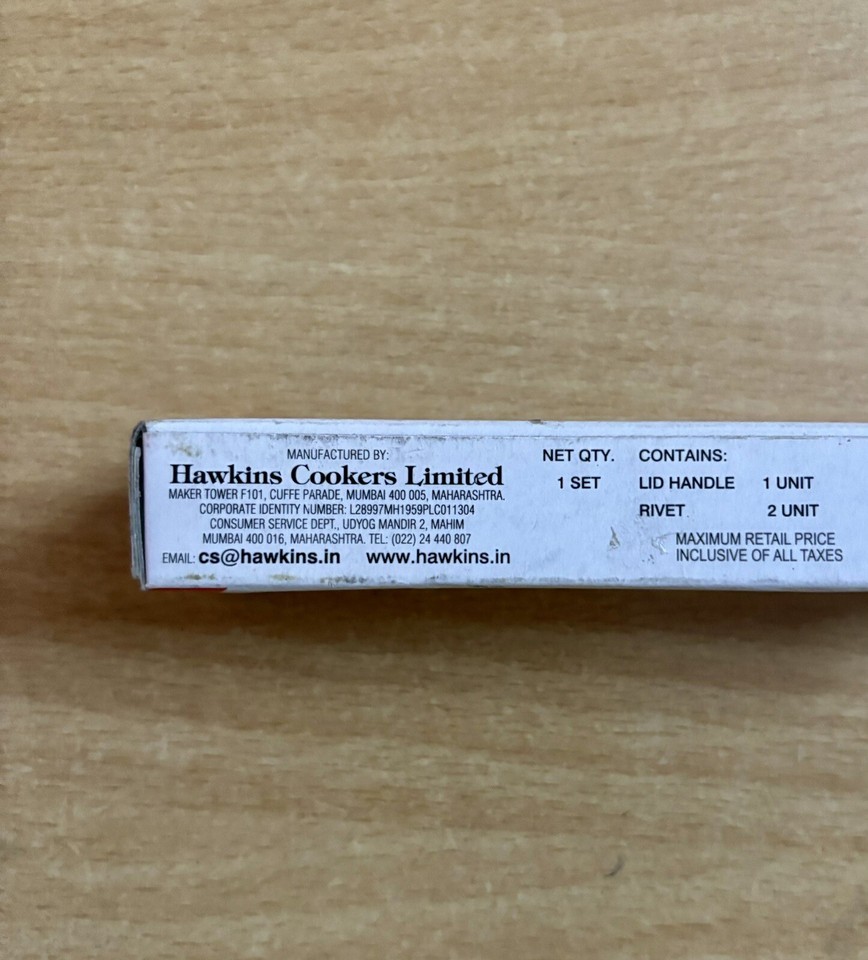 MANUFACTURED BY:
Hawkins Cookers Limited
MAKER TOWER F101, CUFFE PARADE, MUMBAI 400 005, MAHARASHTRA.
CORPORATE IDENTITY NUMBER: L28997MH1959PLC011304
CONSUMER SERVICE DEPT., UDYOG MANDIR 2, MAHIM
MUMBAI 400 016, MAHARASHTRA. TEL: (022) 24 440 807
EMAIL: cs@hawkins.in www.hawkins.in
NET QTY.
1 SET
CONTAINS:
LID HANDLE 1 UNIT
RIVET 2 UNIT
MAXIMUM RETAIL PRICE
INCLUSIVE OF ALL TAXES